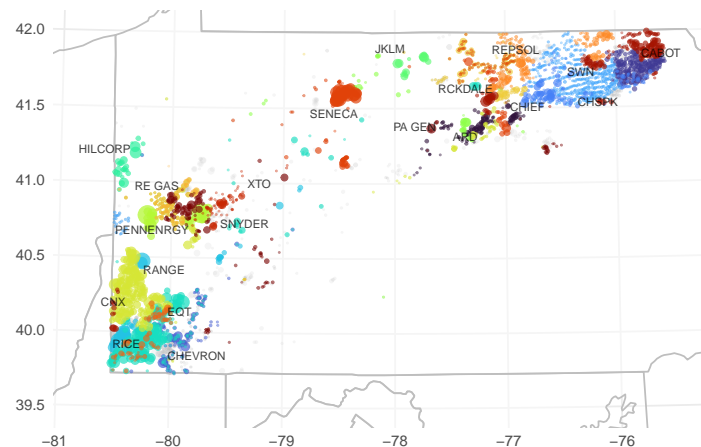 42.0
JKLM
REPSOL
CABOT
SWN
RCKDALE
41.5
CHSPK
CHIEF
SENECA
PA GEN
ARD
HILCORP
41.0
RE GAS
XTO
SNYDER
PENNENRGY
40.5
RANGE
CNX
EQT
40.0
RICE
CHEVRON
39.5
−81 −80 −79 −78 −77 −76